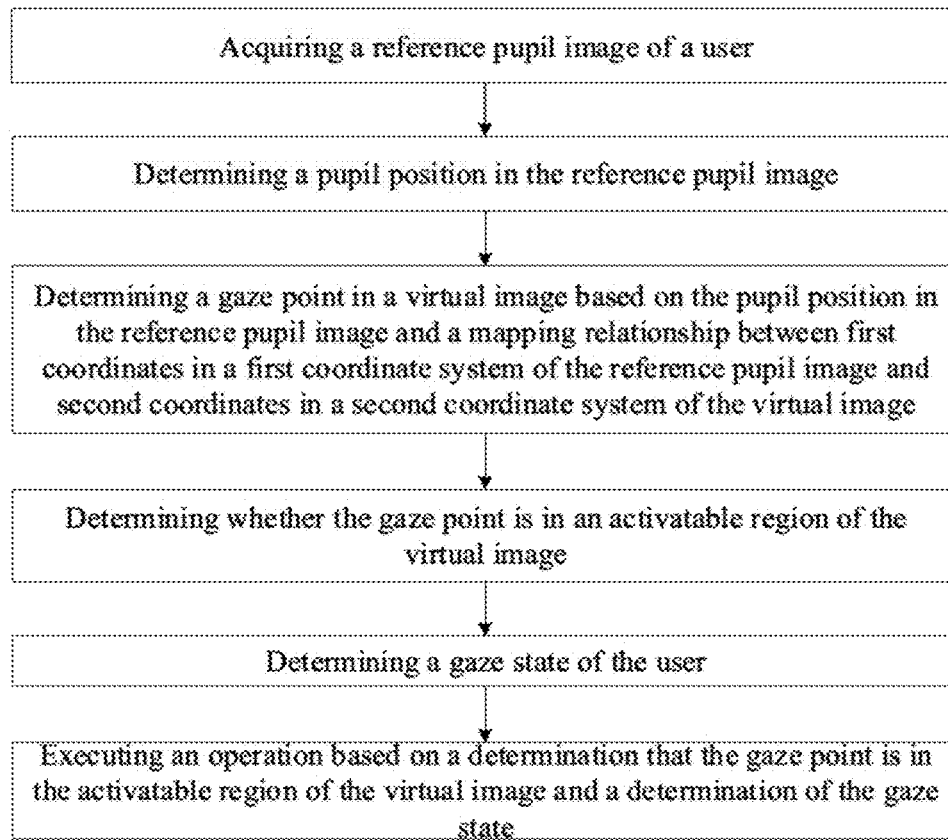 Acquiring a reference pupil image of a user
Determining a pupil position in the reference pupil image
Determining a gaze point in a virtual image based on the pupil position in
the reference pupil image and a mapping relationship between first
coordinates in a first coordinate system of the reference pupil image and
second coordinates in a second coordinate system of the virtual image
Determining whether the gaze point is in an activatable region of the
virtual image
Determining a gaze state of the user
Executing an operation based on a determination that the gaze point is in
the activatable region of the virtual image and a determination of the gaze
state